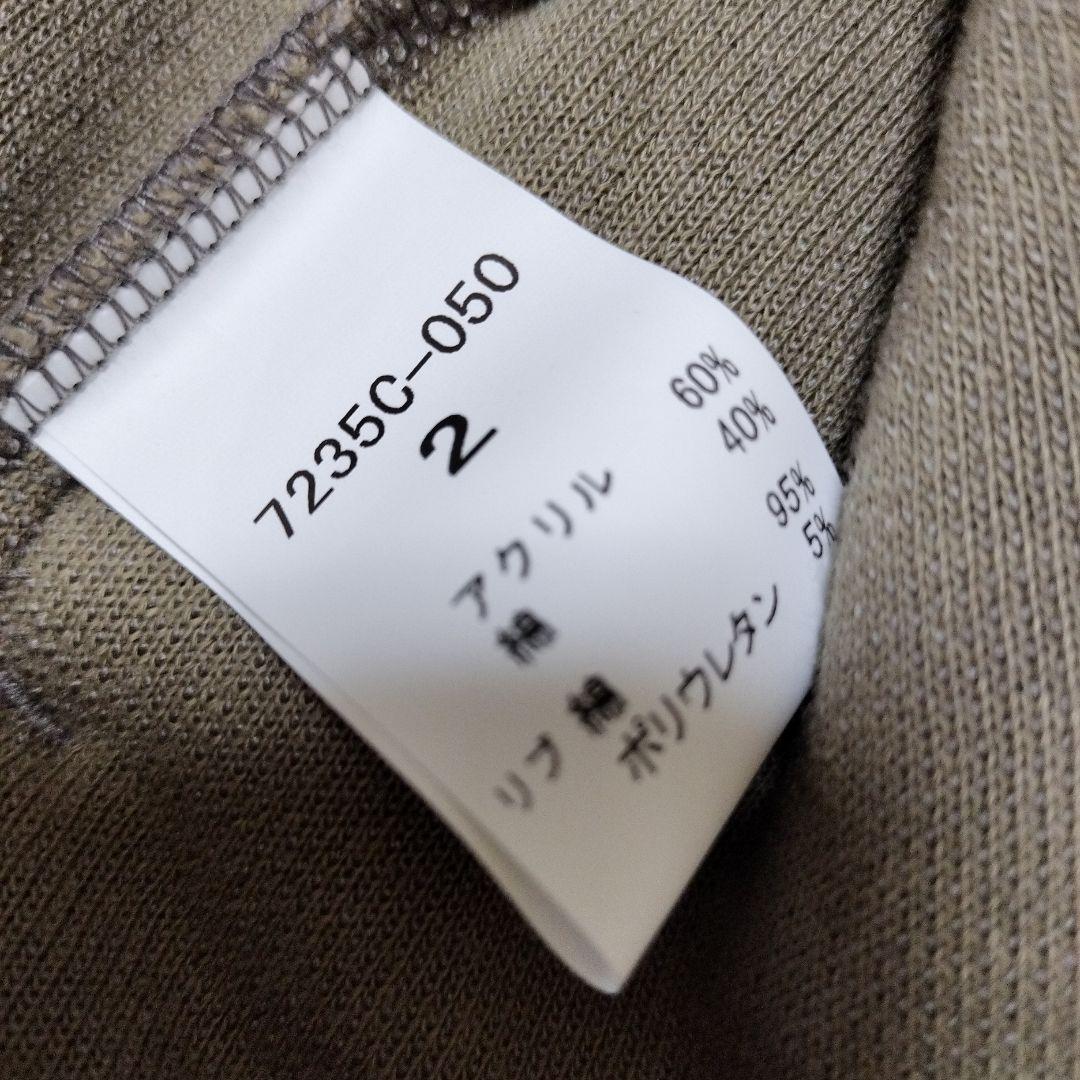 7235C-050
2
アクリル 60%
綿 40%
リブ 綿 95%
ポリウレタン 5%